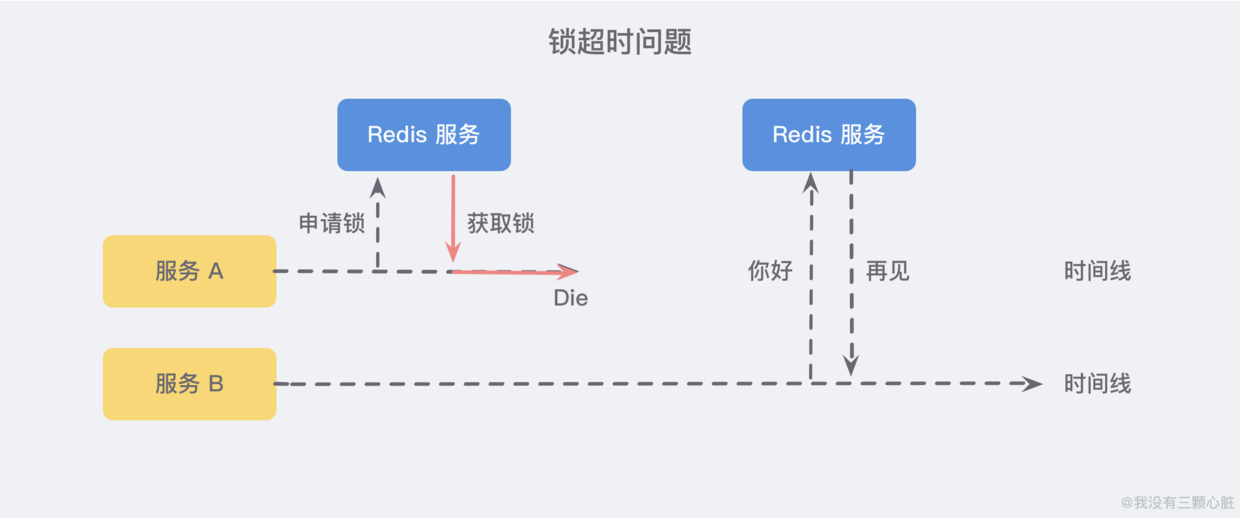 锁超时问题
Redis 服务
Redis 服务
申请锁
获取锁
服务 A
Die
你好
再见
时间线
服务 B
时间线
@我没有三颗心脏